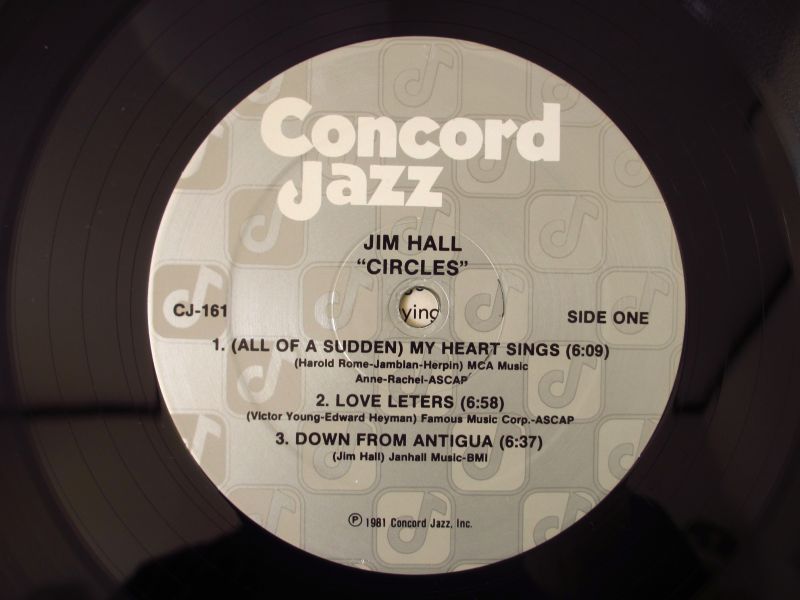 Concord
Jazz
JIM HALL
"CIRCLES"
ying
CJ-161
SIDE ONE
1. (ALL OF A SUDDEN) MY HEART SINGS (6:09)
(Harold Rome-Jamblan-Herpin) MCA Music
Anne-Rachel-ASCAP
2. LOVE LETERS (6:58)
(Victor Young-Edward Heyman) Famous Music Corp.-ASCAP
3. DOWN FROM ANTIGUA (6:37)
(Jim Hall) Janhall Music-BMI
℗ 1981 Concord Jazz, Inc.